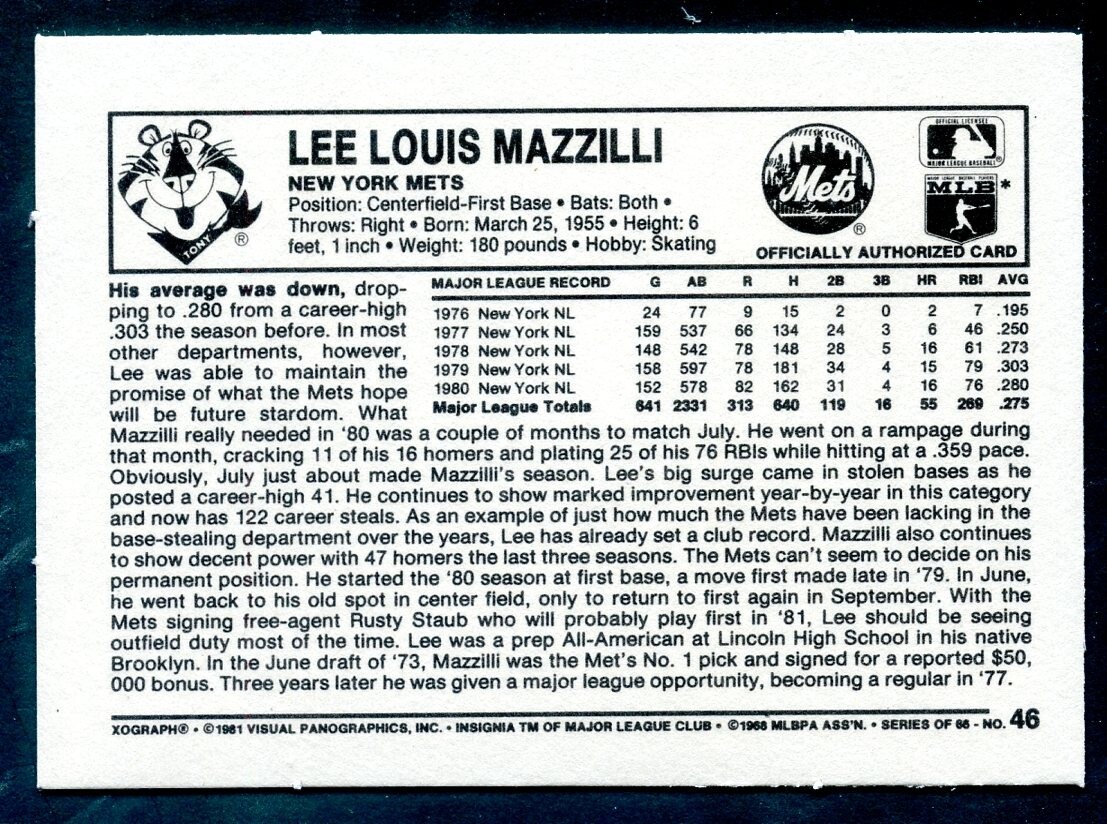 LEE LOUIS MAZZILLI
NEW YORK METS
Position: Centerfield-First Base • Bats: Both •
Throws: Right • Born: March 25, 1955 • Height: 6
feet, 1 inch • Weight: 180 pounds • Hobby: Skating
TONY
®
Mets
®
OFFICIAL LICENSEE
MAJOR LEAGUE BASEBALL®
MAJOR LEAGUE BASEBALL PLAYERS
MLB*
OFFICIALLY AUTHORIZED CARD
MAJOR LEAGUE RECORD G AB R H 2B 3B HR RBI AVG
1976 New York NL 24 77 9 15 2 0 2 7 .195
1977 New York NL 159 537 66 134 24 3 6 46 .250
1978 New York NL 148 542 78 148 28 5 16 61 .273
1979 New York NL 158 597 78 181 34 4 15 79 .303
1980 New York NL 152 578 82 162 31 4 16 76 .280
Major League Totals 641 2331 313 640 119 16 55 269 .275
His average was down, drop-
ping to .280 from a career-high
.303 the season before. In most
other departments, however,
Lee was able to maintain the
promise of what the Mets hope
will be future stardom. What
Mazzilli really needed in '80 was a couple of months to match July. He went on a rampage during
that month, cracking 11 of his 16 homers and plating 25 of his 76 RBIs while hitting at a .359 pace.
Obviously, July just about made Mazzilli's season. Lee's big surge came in stolen bases as he
posted a career-high 41. He continues to show marked improvement year-by-year in this category
and now has 122 career steals. As an example of just how much the Mets have been lacking in the
base-stealing department over the years, Lee has already set a club record. Mazzilli also continues
to show decent power with 47 homers the last three seasons. The Mets can't seem to decide on his
permanent position. He started the '80 season at first base, a move first made late in '79. In June,
he went back to his old spot in center field, only to return to first again in September. With the
Mets signing free-agent Rusty Staub who will probably play first in '81, Lee should be seeing
outfield duty most of the time. Lee was a prep All-American at Lincoln High School in his native
Brooklyn. In the June draft of '73, Mazzilli was the Met's No. 1 pick and signed for a reported $50,
000 bonus. Three years later he was given a major league opportunity, becoming a regular in '77.
XOGRAPH® • ©1981 VISUAL PANOGRAPHICS, INC. • INSIGNIA TM OF MAJOR LEAGUE CLUB • ©1968 MLBPA ASS'N. • SERIES OF 66 - NO. 46